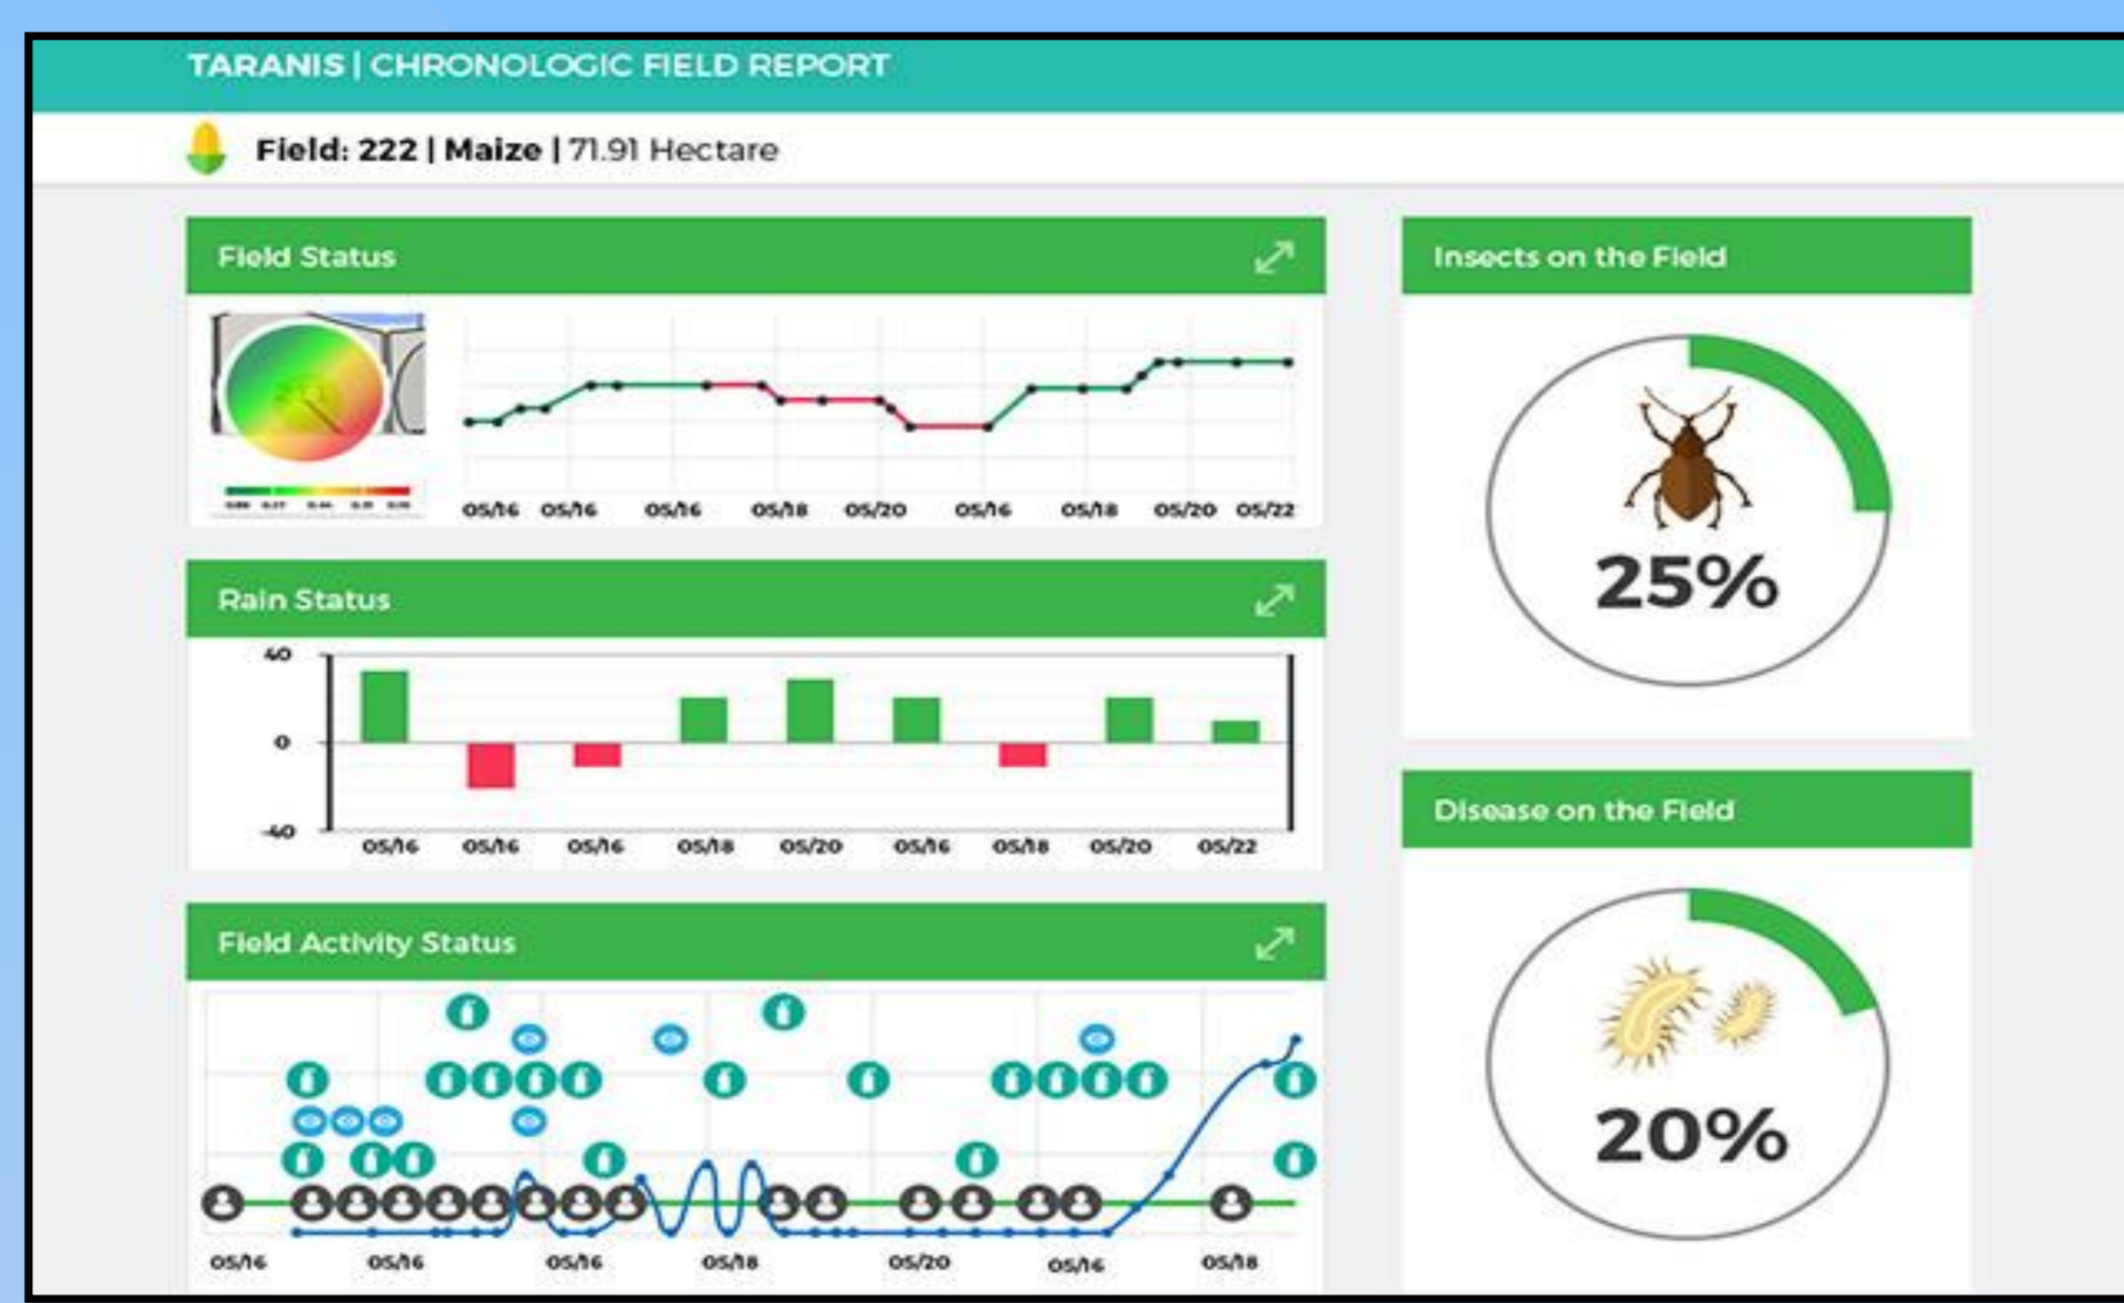 TARANIS | CHRONOLOGIC FIELD REPORT
Field: 222 | Maize | 71.91 Hectare
Field Status
05/16 05/16 05/16 05/18 05/20 05/16 05/18 05/20 05/22
Rain Status
40
0
-40
05/16 05/16 05/16 05/18 05/20 05/16 05/18 05/20 05/22
Field Activity Status
05/16 05/16 05/16 05/18 05/20 05/16 05/18
Insects on the Field
25%
Disease on the Field
20%